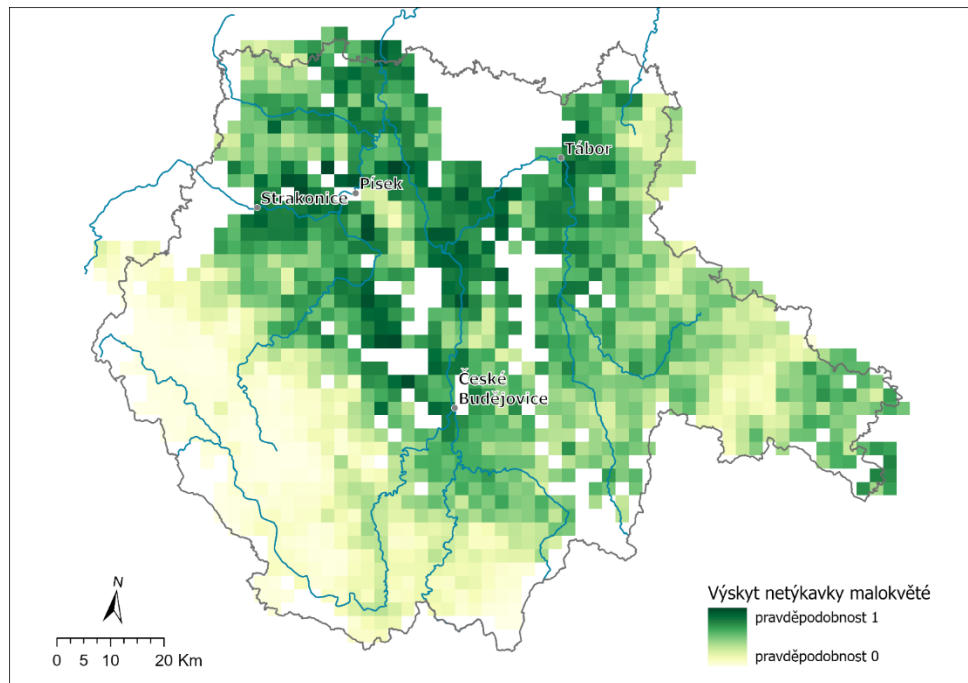 Tábor
Písek
Strakonice
České
Budějovice
N
0 5 10 20 Km
Výskyt netýkavky malokvěté
pravděpodobnost 1
pravděpodobnost 0